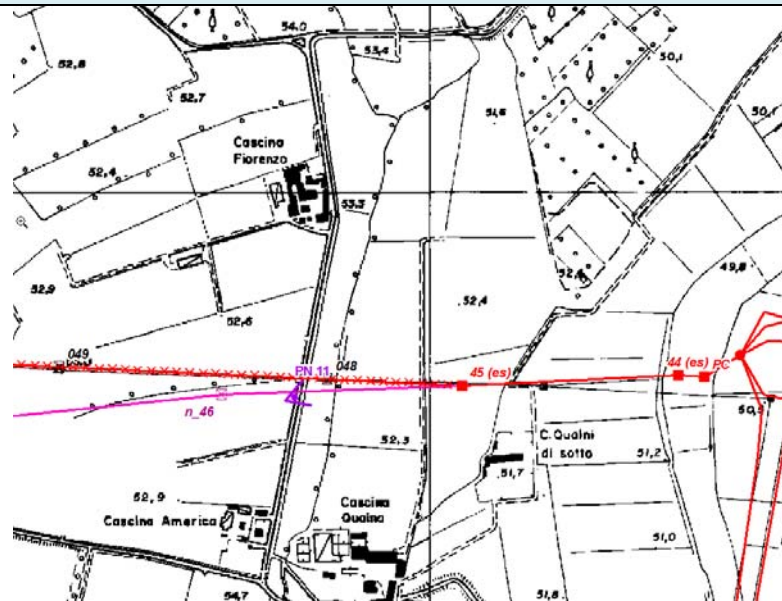 54.0
53,4
50,1
52,8
52,7
51,6
50,1
Cascina
Fiorenzo
52,4
53,3
52,9
52,4
49,8
52,6
52,4
049
PN 11
048
45 (es)
44 (es)
PC
n_46
50,5
52,3
C. Quaini
di sotto
51,2
51,7
52,9
Cascina America
Cascina
Quaina
51,0
54,7
51,8